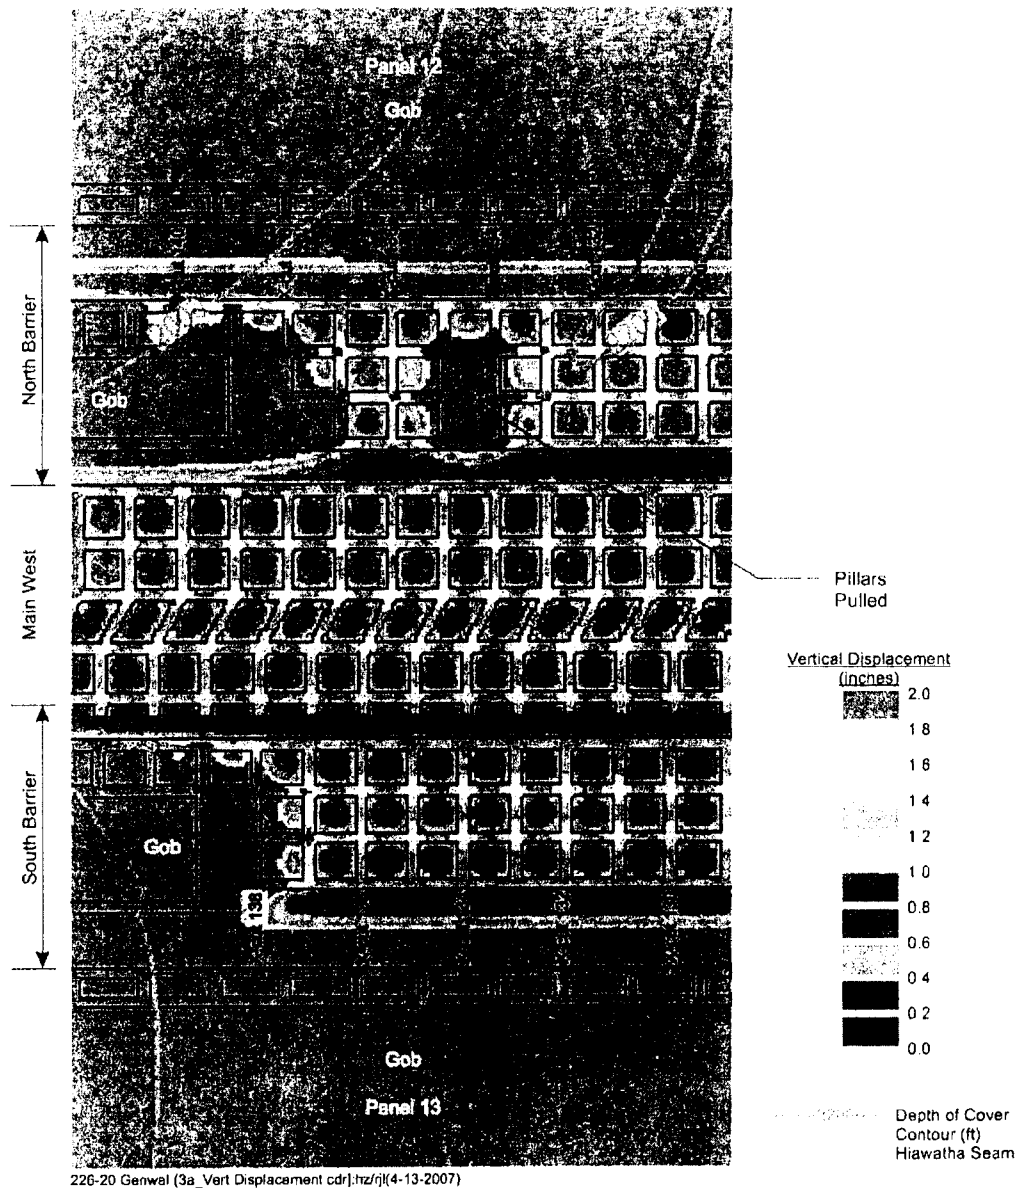 Panel 12
Gob
North Barrier
Gob
Main West
Pillars
Pulled
Vertical Displacement
(inches)
2.0
1 8
1 6
1 4
1 2
1 0
0.8
0.6
0 4
0 2
0.0
South Barrier
Gob
138
Gob
Panel 13
Depth of Cover
Contour (ft)
Hiawatha Seam
226-20 Genwal (3a_Vert Displacement cdr]:hz/rjl(4-13-2007)